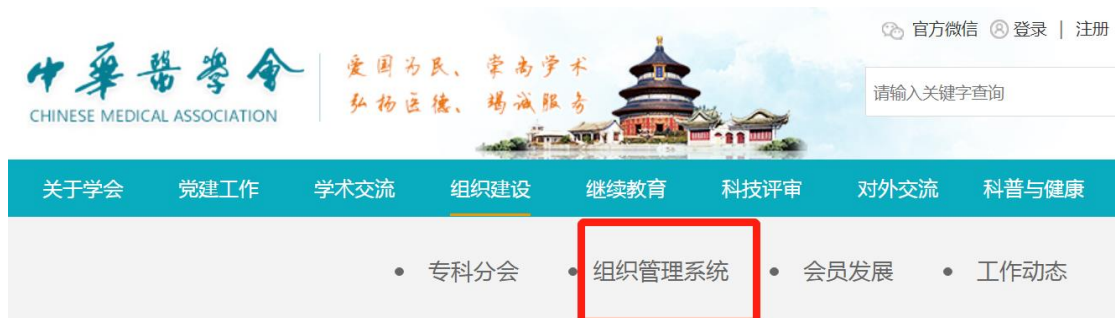 官方微信 登录 | 注册
中華醫學會
CHINESE MEDICAL ASSOCIATION
爱国为民、崇尚学术
弘扬医德、竭诚服务
请输入关键字查询
关于学会 党建工作 学术交流 组织建设 继续教育 科技评审 对外交流 科普与健康
• 专科分会 • 组织管理系统 • 会员发展 • 工作动态